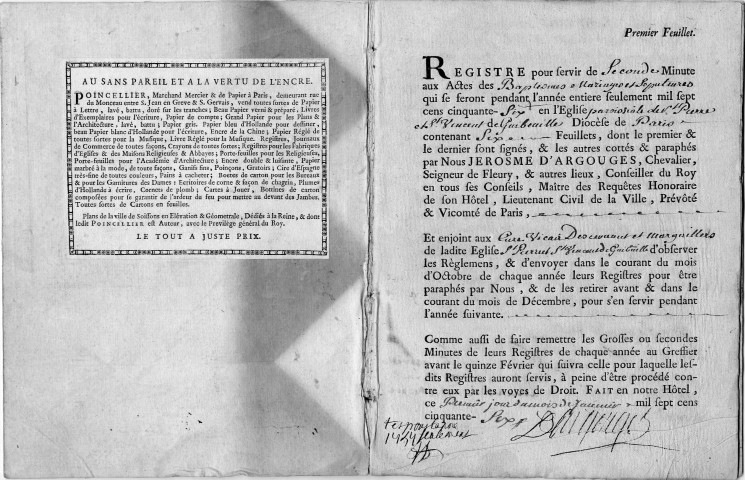 AU SANS PAREIL ET A LA VERTU DE L'ENCRE.
POINCELLIER, Marchand Mercier & de Papier à Paris, demeurant rue
du Monceau entre S. Jean en Greve & S. Gervais, vend toutes sortes de Papier
à Lettre, lavé, battu, doré sur les tranches; Beau Papier verni & préparé; Livres
d'Exemplaires pour l'écriture, Papier de compte; Grand Papier pour les Plans &
l'Architecture, lavé, battu; Papier gris. Papier bleu d'Hollande pour dessiner,
beau Papier blanc d'Hollande pour l'écriture, Encre de la Chine; Papier Réglé de
toutes sortes pour la Musique, Livre Réglé pour la Musique. Registres, Journaux
de Commerce de toutes façons, Crayons de toutes sortes; Registres pour les Fabriques
d'Eglises & des Maisons Religieuses & Abbayes; Porte-feuilles pour les Religieuses,
Porte-feuilles pour l'Académie d'Architecture; Encre double & luisante, Papier
marbré à la mode, de toute façons, Ganifs fins, Poinçons, Gratoirs; Cire d'Espagne
très-fine de toutes couleurs, Pains à cacheter; Boetes de carton pour les Bureaux
& pour les Garnitures des Dames; Ecritoires de corne & façon de chagrin, Plumes
d'Hollande à écrire, Cornets de plomb; Cartes à Jouer, Bottines de carton
composées pour se garantir de l'ardeur du feu pour mettre au devant des Jambes.
Toutes sortes de Cartons en feuilles.
Plans de la ville de Soissons en Elération & Géometrale, Dédiés à la Reine, & dont
ledit POINCELLIER est Auteur, avec le Previlége général du Roy.
LE TOUT A JUSTE PRIX.
Premier Feuillet.
REGISTRE pour servir de Seconde Minute
aux Actes des Baptesmes Mariages et Sepultures
qui se feront pendant l'année entiere seulement mil sept
cens cinquante-Six en l'Eglise paroissiale de St. Pierre
et St. Vincent de Diocèse de Paris
contenant Six Feuillets, dont le premier &
le dernier sont signés, & les autres cottés & paraphés
par Nous JEROSME D'ARGOUGES, Chevalier,
Seigneur de Fleury, & autres lieux, Conseiller du Roy
en tous ses Conseils, Maître des Requêtes Honoraire
de son Hôtel, Lieutenant Civil de la Ville, Prévôté
& Vicomté de Paris,
Et enjoint aux Curé Vicaire Desservant et Marguilliers
de ladite Eglise St. Pierre St. Vincent de d'observer
les Règlemens, & d'envoyer dans le courant du mois
d'Octobre de chaque année leurs Registres pour être
paraphés par Nous, & de les retirer avant & dans le
courant du mois de Décembre, pour s'en servir pendant
l'année suivante.
Comme aussi de faire remettre les Grosses ou secondes
Minutes de leurs Registres de chaque année au Greffier
avant le quinze Février qui suivra celle pour laquelle les-
dits Registres auront servis, à peine d'être procédé con-
tre eux par les voyes de Droit. FAIT en notre Hôtel,
ce Premier jour du mois de Janvier mil sept cens
cinquante-Six